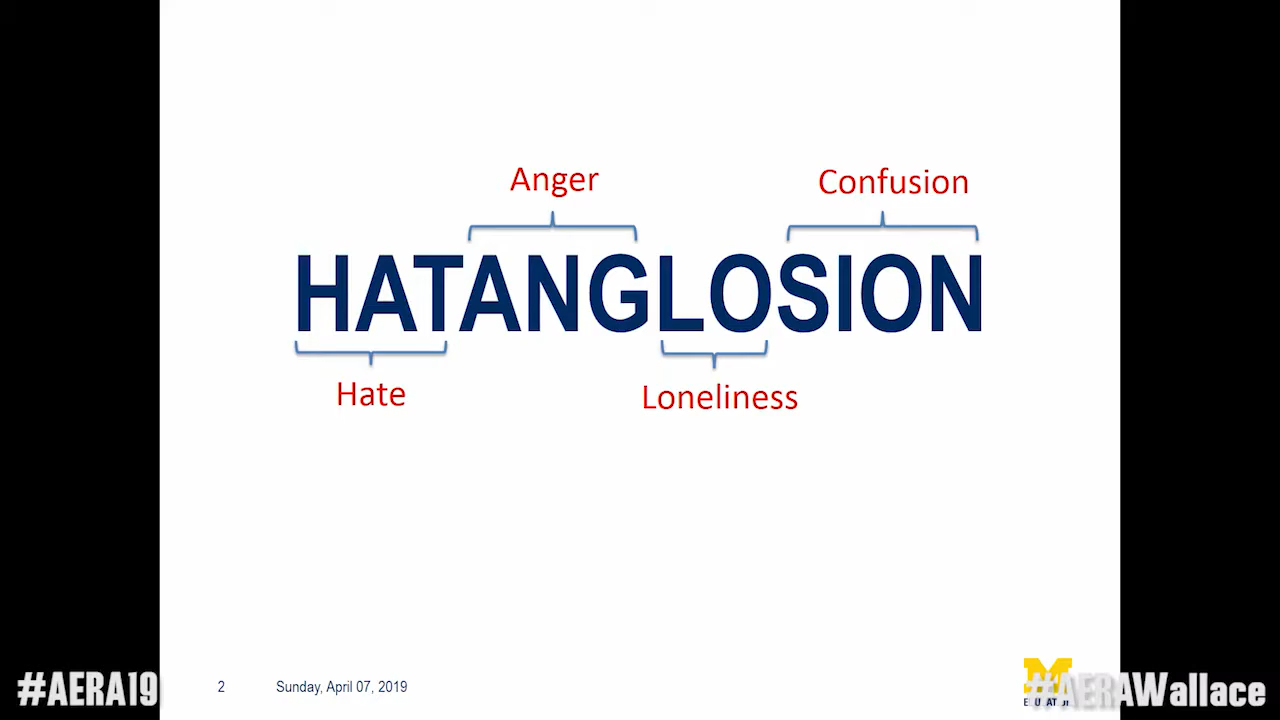 Anger
Confusion
HATANGLOSION
Hate
Loneliness
#AERA19
2
Sunday, April 07, 2019
M
#AERAWallace